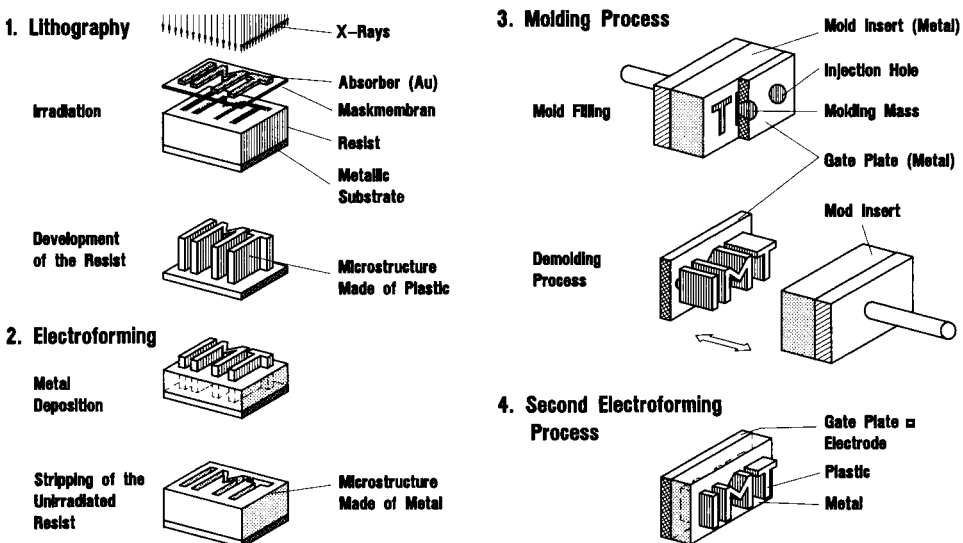 1. Lithography
X-Rays
Absorber (Au)
Maskmembran
Irradiation
Resist
Metallic
Substrate
Development
of the Resist
Microstructure
Made of Plastic
2. Electroforming
Metal
Deposition
Stripping of the
Unirradiated
Resist
Microstructure
Made of Metal
3. Molding Process
Mold Insert (Metal)
Injection Hole
Mold Filling
Molding Mass
Gate Plate (Metal)
Mod Insert
Demolding
Process
4. Second Electroforming
Process
Gate Plate =
Electrode
Plastic
Metal